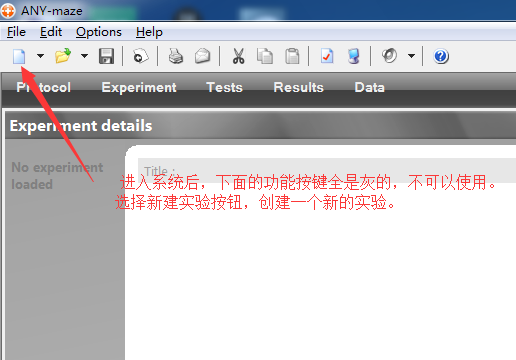 ANY-maze
File Edit Options Help
Protocol Experiment Tests Results Data
Experiment details
No experiment
loaded
Title :
进入系统后，下面的功能按键全是灰的，不可以使用。
选择新建实验按钮，创建一个新的实验。